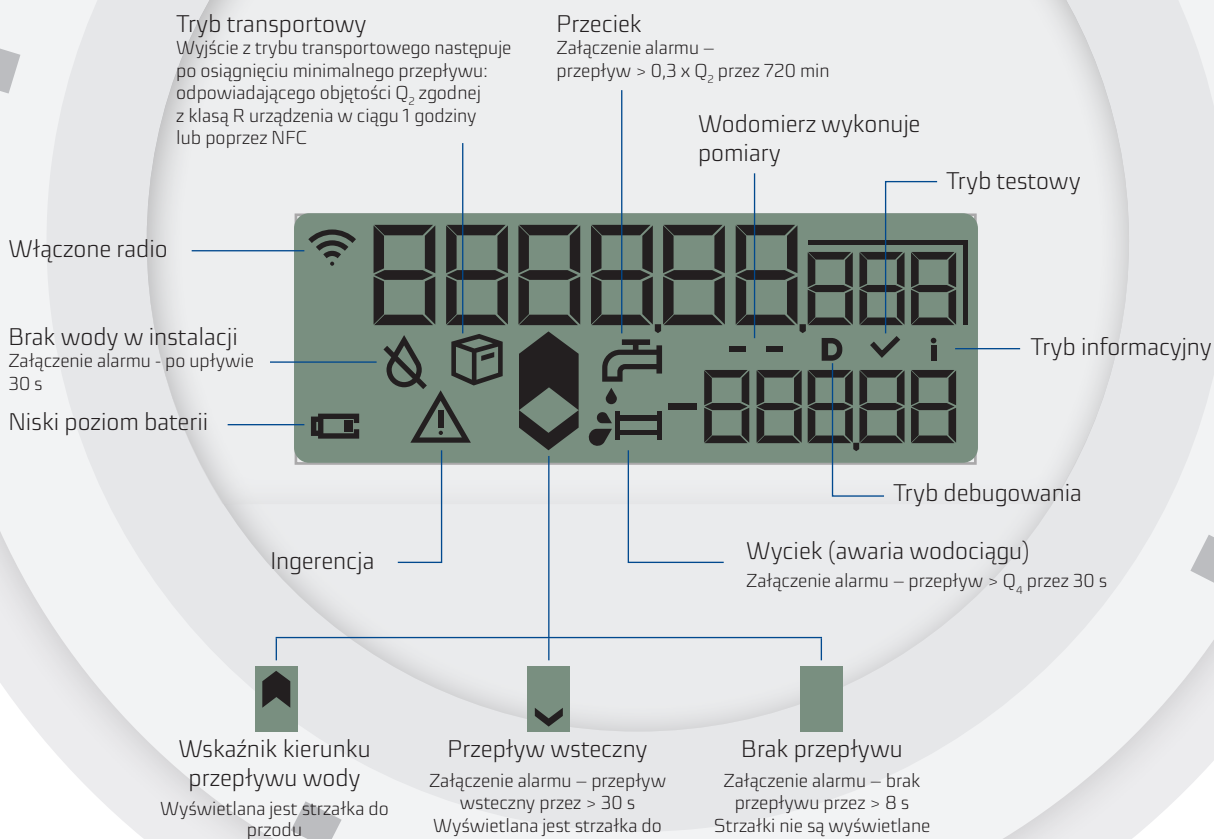 Tryb transportowy
Wyjście z trybu transportowego następuje
po osiągnięciu minimalnego przepływu:
odpowiadającego objętości Q₂ zgodnej
z klasą R urządzenia w ciągu 1 godziny
lub poprzez NFC
Przeciek
Załączenie alarmu –
przepływ > 0,3 x Q₂ przez 720 min
Wodomierz wykonuje
pomiary
Tryb testowy
Włączone radio
888888,888
Brak wody w instalacji
Załączenie alarmu - po upływie
30 s
-- D i
Tryb informacyjny
Niski poziom baterii
-888,88
Tryb debugowania
Ingerencja
Wyciek (awaria wodociągu)
Załączenie alarmu – przepływ > Q₄ przez 30 s
Wskaźnik kierunku
przepływu wody
Wyświetlana jest strzałka do
przodu
Przepływ wsteczny
Załączenie alarmu – przepływ
wsteczny przez > 30 s
Wyświetlana jest strzałka do
Brak przepływu
Załączenie alarmu – brak
przepływu przez > 8 s
Strzałki nie są wyświetlane